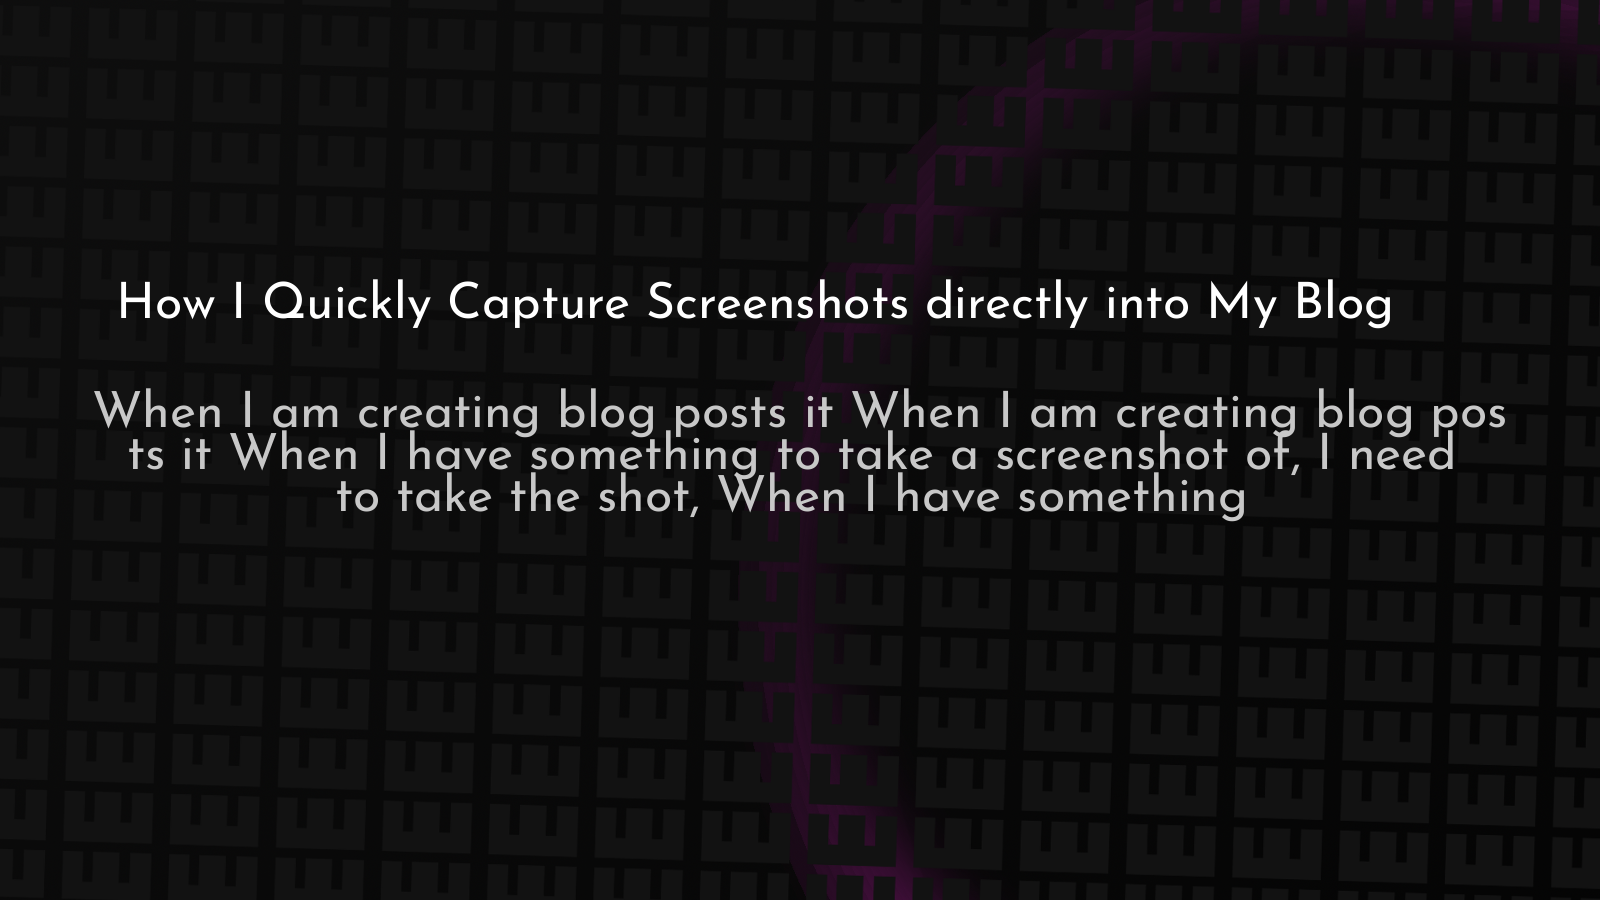 How I Quickly Capture Screenshots directly into My Blog
When I am creating blog posts it When I am creating blog pos
ts it When I have something to take a screenshot of, I need
to take the shot, When I have something